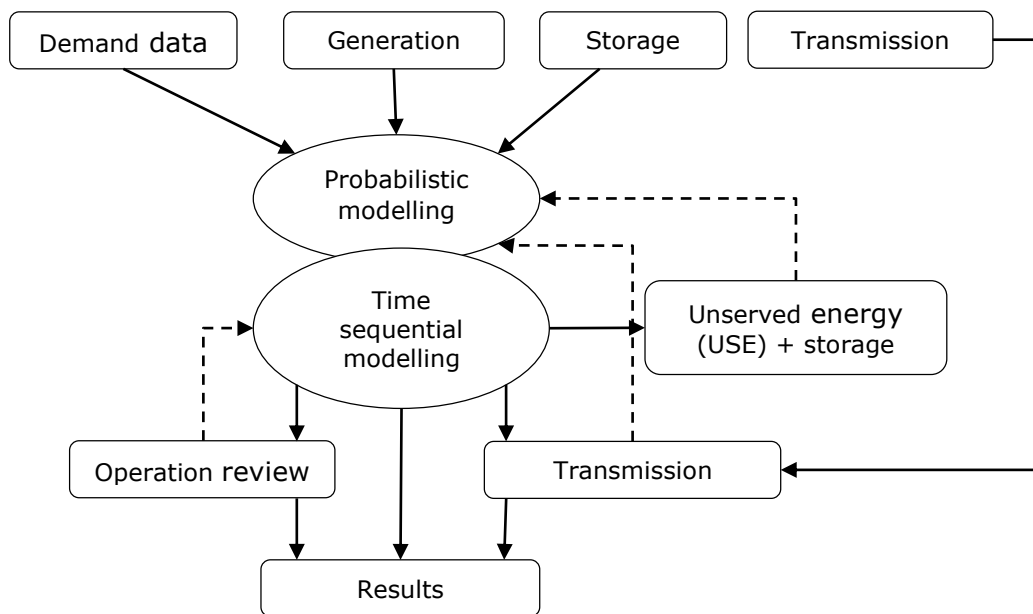 Demand data
Generation
Storage
Transmission
Probabilistic
modelling
Time
sequential
modelling
Unserved energy
(USE) + storage
Operation review
Transmission
Results